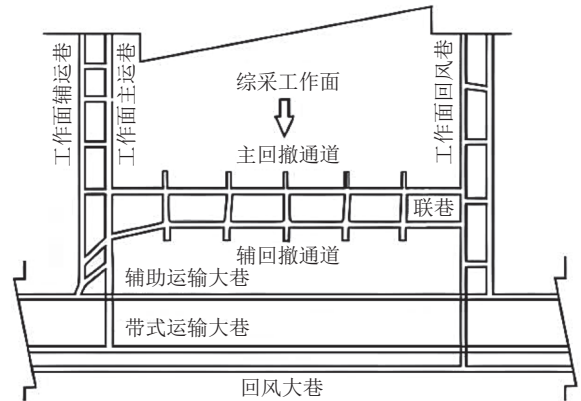 工作面辅运巷
工作面主运巷
综采工作面
工作面回风巷
主回撤通道
联巷
辅回撤通道
辅助运输大巷
带式运输大巷
回风大巷